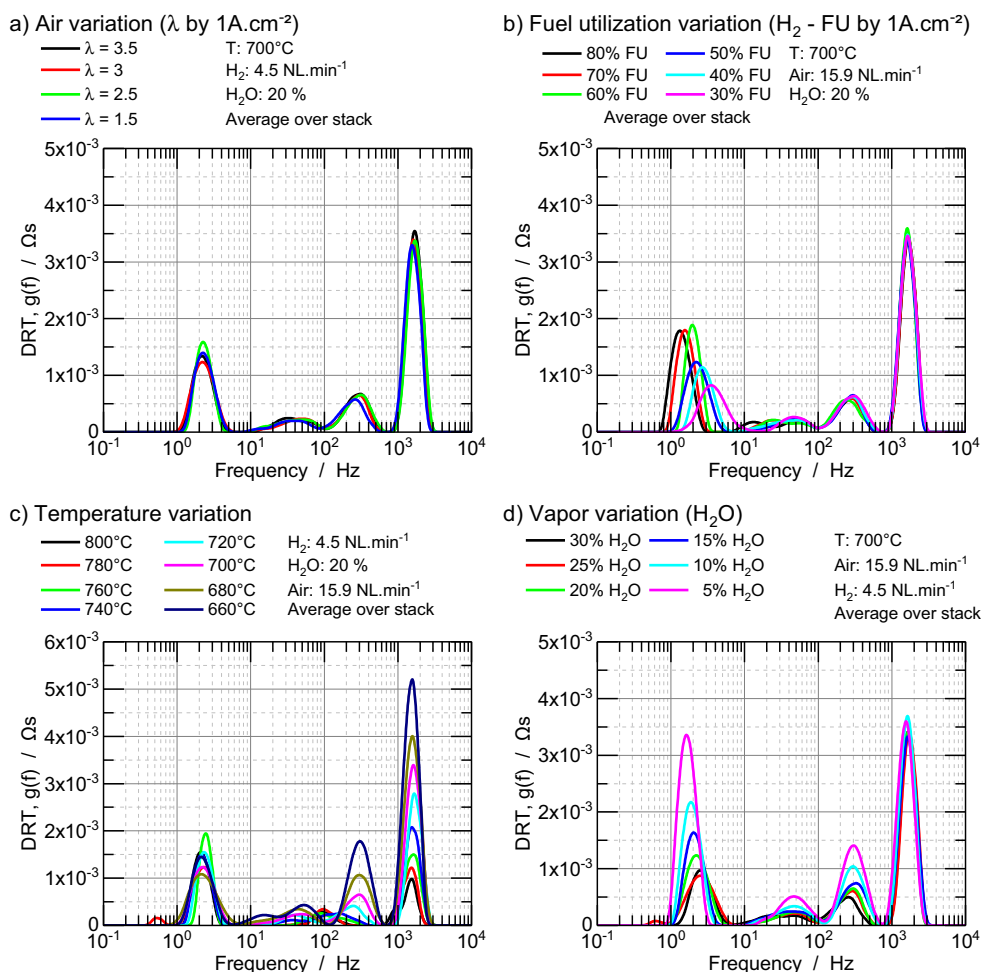 a) Air variation (λ by 1A.cm⁻²)
λ = 3.5 T: 700°C
λ = 3 H₂: 4.5 NL.min⁻¹
λ = 2.5 H₂O: 20 %
λ = 1.5 Average over stack
5x10⁻³
4x10⁻³
3x10⁻³
2x10⁻³
1x10⁻³
0
DRT, g(f) / Ωs
10⁻¹ 10⁰ 10¹ 10² 10³ 10⁴
Frequency / Hz
b) Fuel utilization variation (H₂ - FU by 1A.cm⁻²)
80% FU 50% FU T: 700°C
70% FU 40% FU Air: 15.9 NL.min⁻¹
60% FU 30% FU H₂O: 20 %
Average over stack
5x10⁻³
4x10⁻³
3x10⁻³
2x10⁻³
1x10⁻³
0
DRT, g(f) / Ωs
10⁻¹ 10⁰ 10¹ 10² 10³ 10⁴
Frequency / Hz
c) Temperature variation
800°C 720°C H₂: 4.5 NL.min⁻¹
780°C 700°C H₂O: 20 %
760°C 680°C Air: 15.9 NL.min⁻¹
740°C 660°C Average over stack
6x10⁻³
5x10⁻³
4x10⁻³
3x10⁻³
2x10⁻³
1x10⁻³
0
DRT, g(f) / Ωs
10⁻¹ 10⁰ 10¹ 10² 10³ 10⁴
Frequency / Hz
d) Vapor variation (H₂O)
30% H₂O 15% H₂O T: 700°C
25% H₂O 10% H₂O Air: 15.9 NL.min⁻¹
20% H₂O 5% H₂O H₂: 4.5 NL.min⁻¹
Average over stack
5x10⁻³
4x10⁻³
3x10⁻³
2x10⁻³
1x10⁻³
0
DRT, g(f) / Ωs
10⁻¹ 10⁰ 10¹ 10² 10³ 10⁴
Frequency / Hz